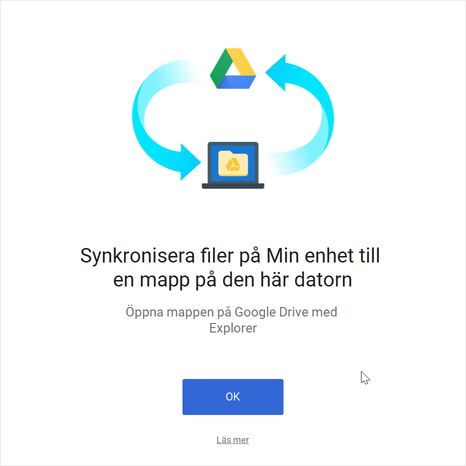 Synkronisera filer på Min enhet till
en mapp på den här datorn
Öppna mappen på Google Drive med
Explorer
OK
Läs mer